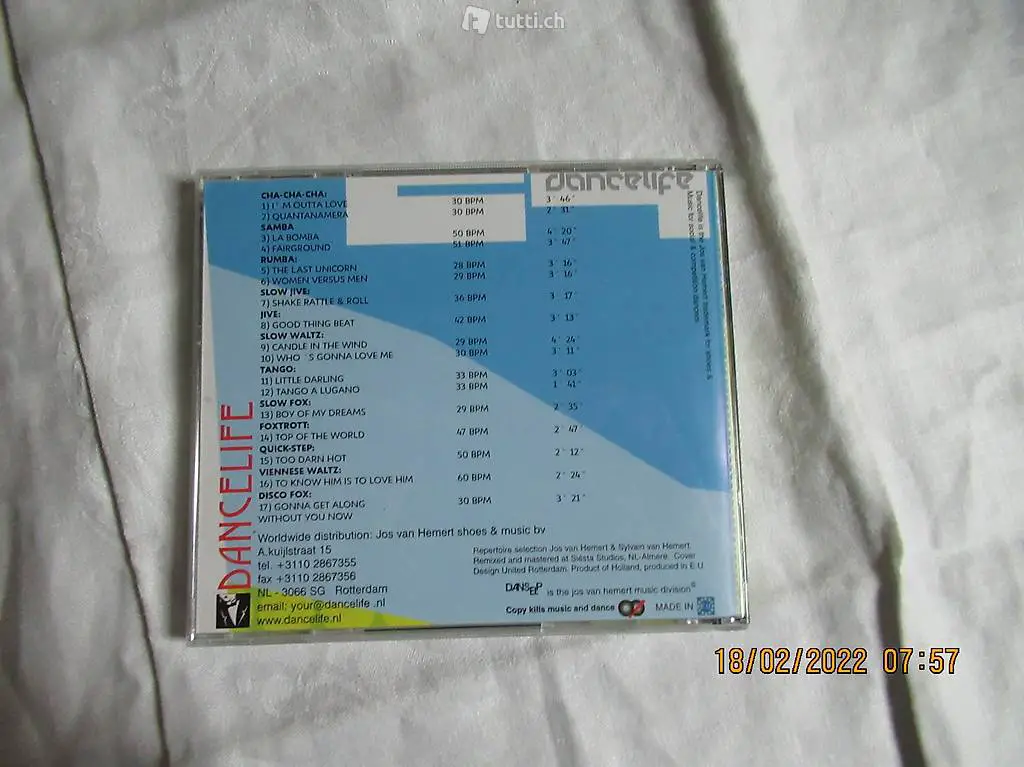 tutti.ch
dancelife
CHA-CHA-CHA:
1) I ' M OUTTA LOVE 30 BPM 3 ' 46 "
2) QUANTANAMERA 30 BPM 2 ' 31 "
SAMBA
3) LA BOMBA 50 BPM 4 ' 20 "
4) FAIRGROUND 51 BPM 3 ' 47 "
RUMBA:
5) THE LAST UNICORN 28 BPM 3 ' 16 "
6) WOMEN VERSUS MEN 29 BPM 3 ' 16 "
SLOW JIVE:
7) SHAKE RATTLE & ROLL 36 BPM 3 ' 17 "
JIVE:
8) GOOD THING BEAT 42 BPM 3 ' 13 "
SLOW WALTZ:
9) CANDLE IN THE WIND 29 BPM 4 ' 24 "
10) WHO 'S GONNA LOVE ME 30 BPM 3 ' 11 "
TANGO:
11) LITTLE DARLING 33 BPM 3 ' 03 "
12) TANGO A LUGANO 33 BPM 1 ' 41 "
SLOW FOX:
13) BOY OF MY DREAMS 29 BPM 2 ' 35 "
FOXTROTT:
14) TOP OF THE WORLD 47 BPM 2 ' 47 "
QUICK-STEP:
15) TOO DARN HOT 50 BPM 2 ' 12 "
VIENNESE WALTZ:
16) TO KNOW HIM IS TO LOVE HIM 60 BPM 2 ' 24 "
DISCO FOX:
17) GONNA GET ALONG 30 BPM 3 ' 21 "
WITHOUT YOU NOW
Worldwide distribution: Jos van Hemert shoes & music bv
A.kuijlstraat 15
tel. +3110 2867355
fax +3110 2867356
NL - 3066 SG Rotterdam
email: your@dancelife .nl
www.dancelife.nl
Repertoire selection Jos van Hemert & Sylvain van Hemert.
Remixed and mastered at Siësta Studios, NL-Almere. Cover
Design United Rotterdam. Product of Holland, produced in E.U
is the jos van hemert music division
Copy kills music and dance
MADE IN
DANCELIFE
Dancelife is the Jos van Hemert trademark for shoes &
Music for social & competition dances
18/02/2022 07:57